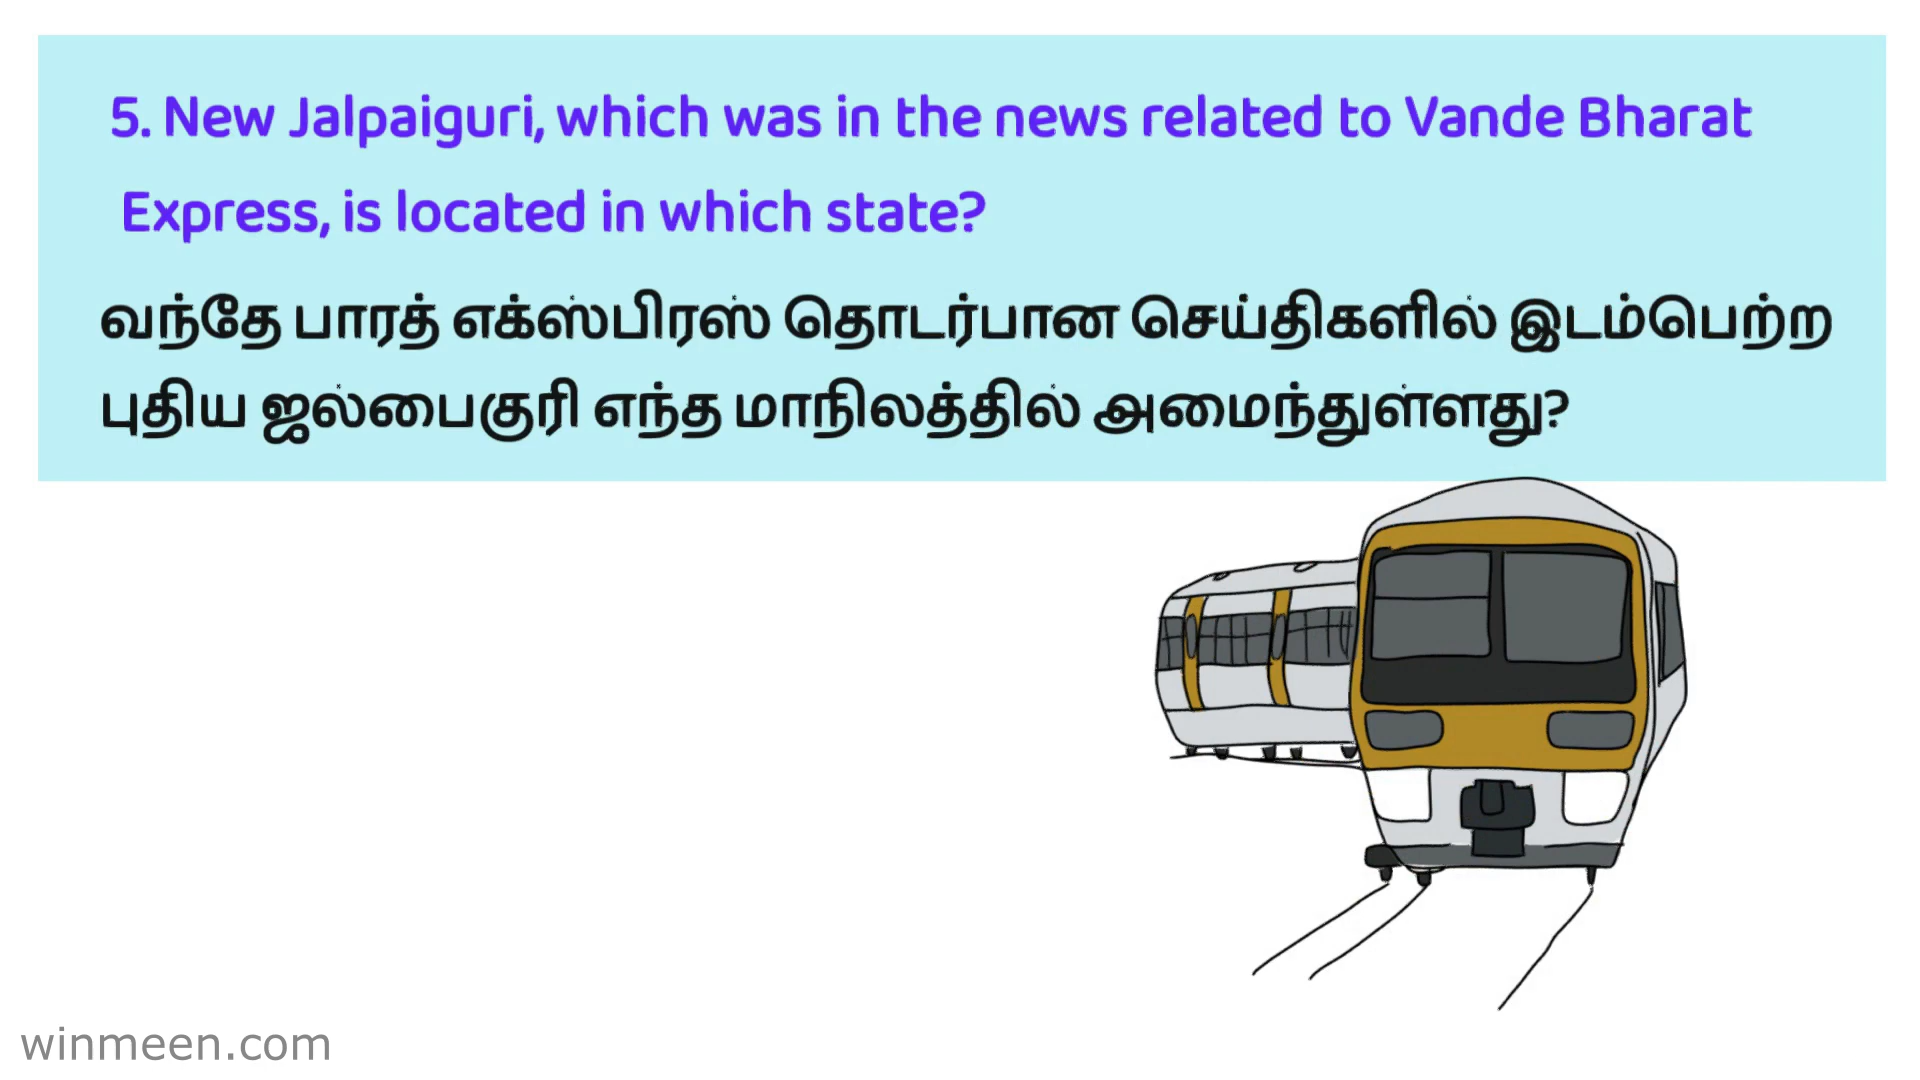 5. New Jalpaiguri, which was in the news related to Vande Bharat
Express, is located in which state?
வந்தே பாரத் எக்ஸ்பிரஸ் தொடர்பான செய்திகளில் இடம்பெற்ற
புதிய ஜல்பைகுரி எந்த மாநிலத்தில் அமைந்துள்ளது?
winmeen.com